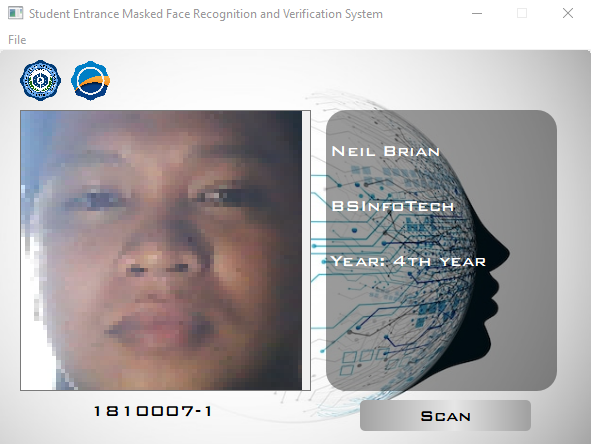 Student Entrance Masked Face Recognition and Verification System
File
Neil Brian
BSInfoTech
Year: 4th year
1810007-1
Scan